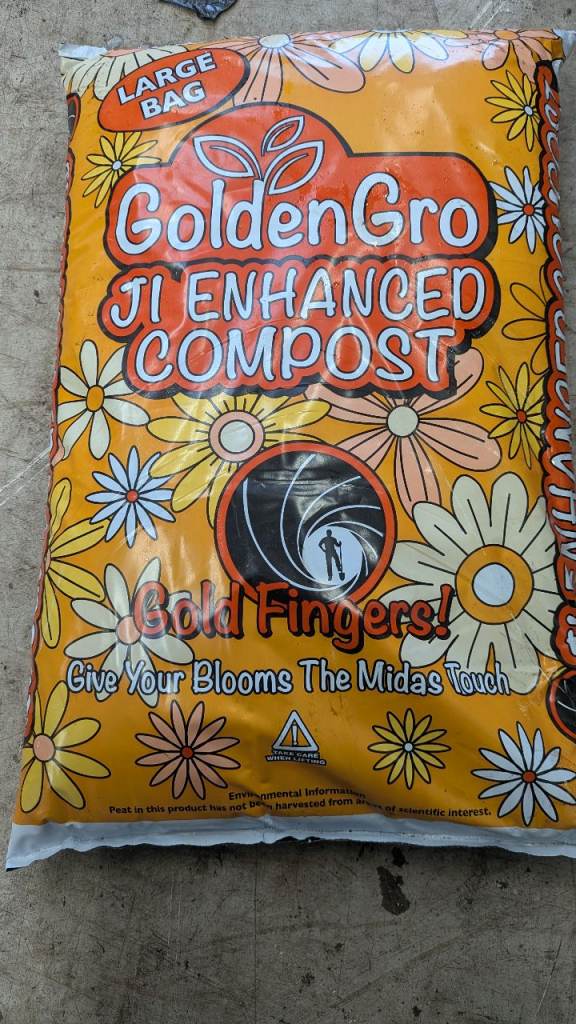 LARGE
BAG
GoldenGro
JI ENHANCED
COMPOST
Gold Fingers!
Give Your Blooms The Midas Touch
TAKE CARE
WHEN LIFTING
Environmental Information
Peat in this product has not been harvested from areas of scientific interest.